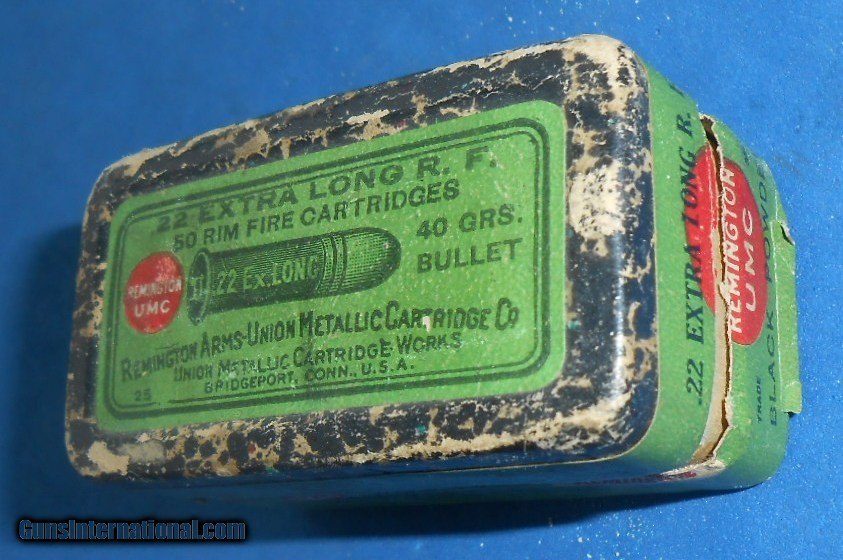 22 EXTRA LONG R. F.
50 RIM FIRE CARTRIDGES
40 GRS.
BULLET
U 22 EX. LONG
REMINGTON
UMC
REMINGTON ARMS-UNION METALLIC CARTRIDGE CO
UNION METALLIC CARTRIDGE WORKS
BRIDGEPORT, CONN., U.S.A.
25
.22 EXTRA LONG R.
REMINGTON
UMC
TRADE
BLACK POWDE
GunsInternational.com